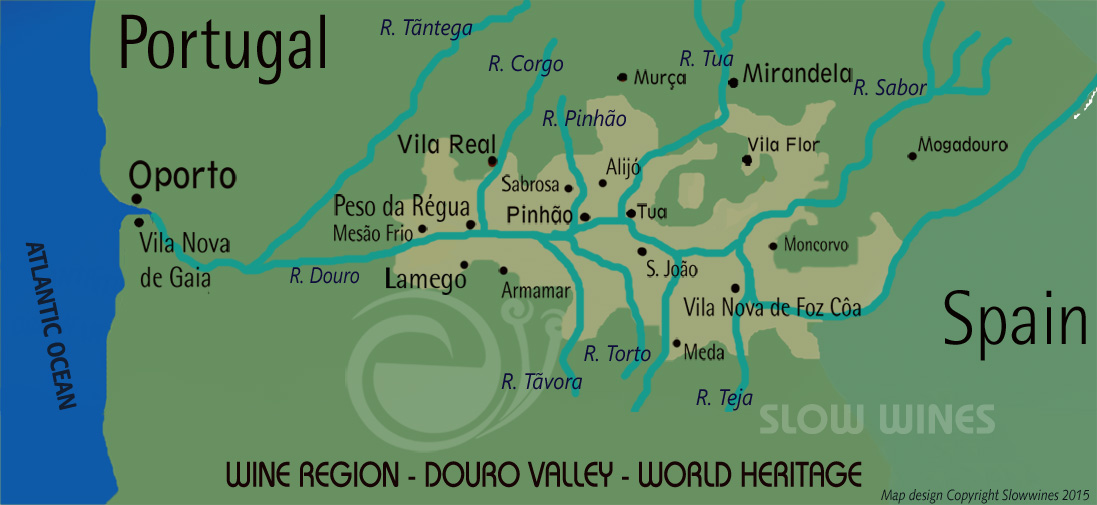 Portugal
R. Tãntega
R. Corgo
R. Tua
Murça
Mirandela
R. Sabor
R. Pinhão
Vila Real
Vila Flor
Mogadouro
Alijó
Oporto
Sabrosa
Peso da Régua
Pinhão
Tua
Mesão Frio
Vila Nova
de Gaia
Moncorvo
ATLANTIC OCEAN
R. Douro
Lamego
S. João
Armamar
Vila Nova de Foz Côa
Spain
R. Torto
Meda
R. Tãvora
R. Teja
SLOW WINES
WINE REGION - DOURO VALLEY - WORLD HERITAGE
Map design Copyright Slowwines 2015